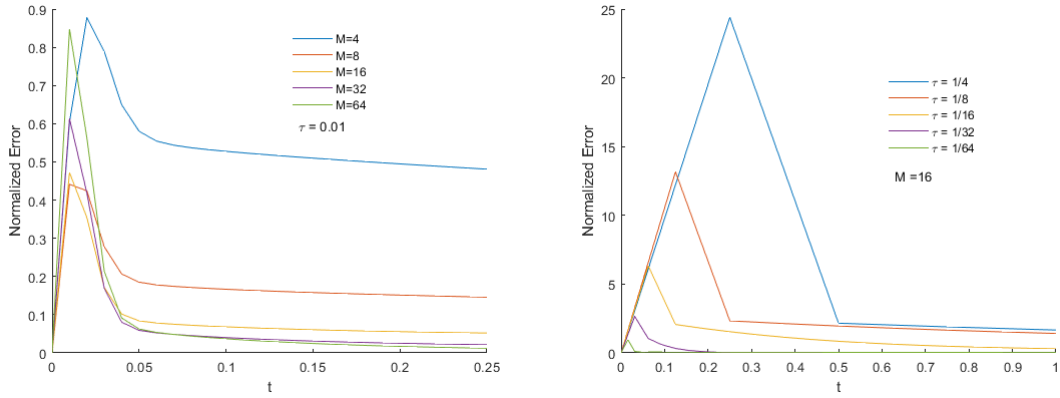 0.9
0.8
0.7
0.6
0.5
0.4
0.3
0.2
0.1
0
Normalized Error
M=4
M=8
M=16
M=32
M=64
τ = 0.01
0 0.05 0.1 0.15 0.2 0.25
t
25
20
15
10
5
0
Normalized Error
τ = 1/4
τ = 1/8
τ = 1/16
τ = 1/32
τ = 1/64
M =16
0 0.1 0.2 0.3 0.4 0.5 0.6 0.7 0.8 0.9 1
t